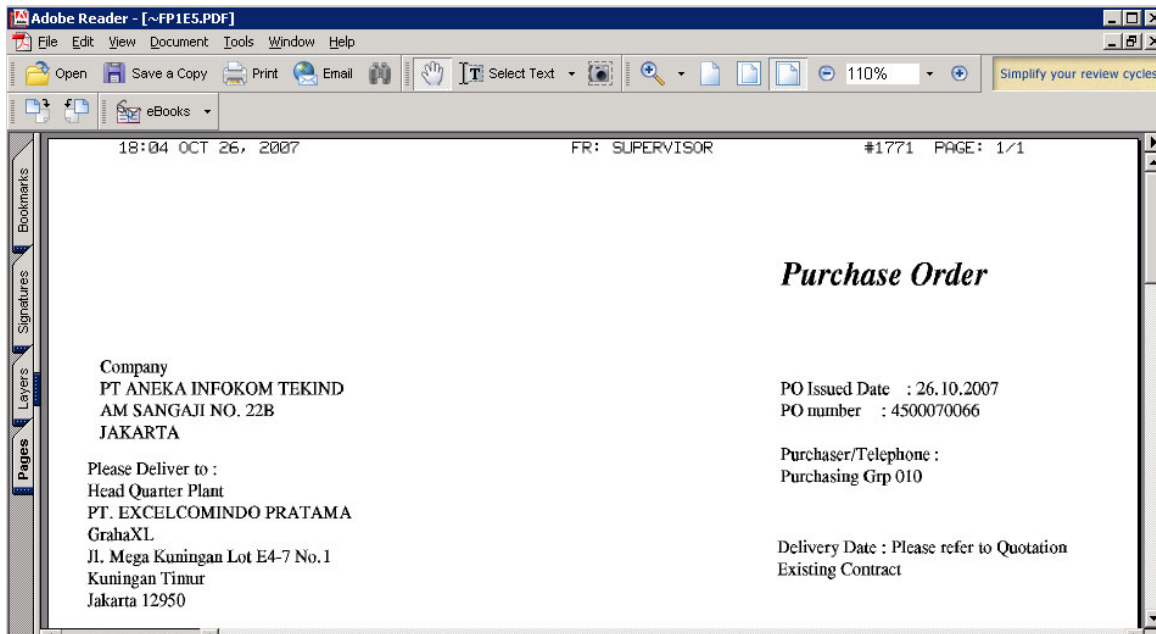 Adobe Reader - [~FP1E5.PDF]
File Edit View Document Tools Window Help
Open Save a Copy Print Email Select Text 110% Simplify your review cycles
eBooks
18:04 OCT 26, 2007 FR: SUPERVISOR #1771 PAGE: 1/1
Bookmarks
Signatures
Layers
Pages
Purchase Order
Company
PT ANEKA INFOKOM TEKIND
AM SANGAJI NO. 22B
JAKARTA
PO Issued Date : 26.10.2007
PO number : 4500070066
Purchaser/Telephone :
Purchasing Grp 010
Please Deliver to :
Head Quarter Plant
PT. EXCELCOMINDO PRATAMA
GrahaXL
Jl. Mega Kuningan Lot E4-7 No.1
Kuningan Timur
Jakarta 12950
Delivery Date : Please refer to Quotation
Existing Contract